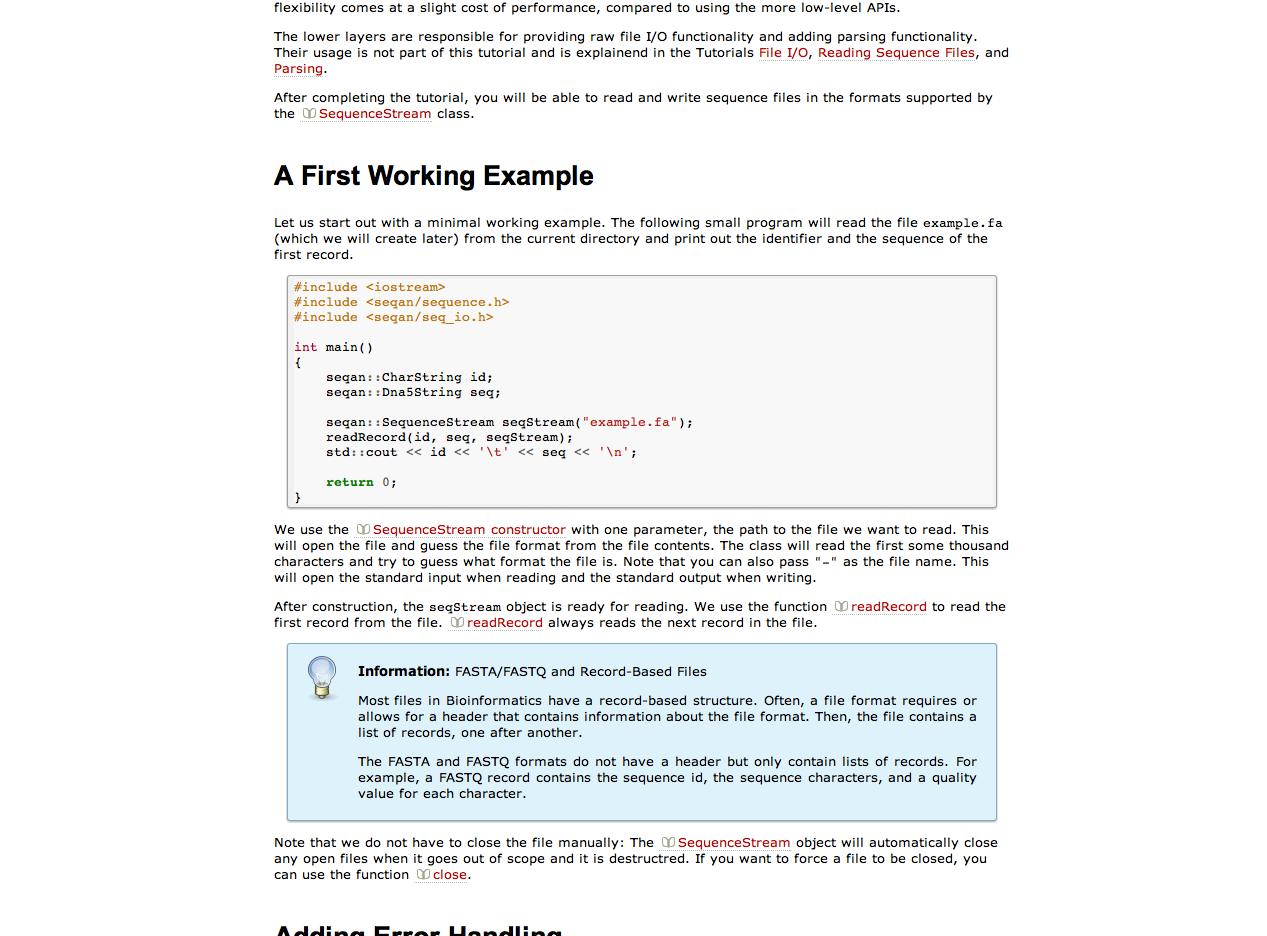 flexibility comes at a slight cost of performance, compared to using the more low-level APIs.
The lower layers are responsible for providing raw file I/O functionality and adding parsing functionality.
Their usage is not part of this tutorial and is explainend in the Tutorials File I/O, Reading Sequence Files, and
Parsing.
After completing the tutorial, you will be able to read and write sequence files in the formats supported by
the SequenceStream class.
A First Working Example
Let us start out with a minimal working example. The following small program will read the file example.fa
(which we will create later) from the current directory and print out the identifier and the sequence of the
first record.
#include <iostream>
#include <seqan/sequence.h>
#include <seqan/seq_io.h>
int main()
{
    seqan::CharString id;
    seqan::Dna5String seq;
    seqan::SequenceStream seqStream("example.fa");
    readRecord(id, seq, seqStream);
    std::cout << id << '\t' << seq << '\n';
    return 0;
}
We use the SequenceStream constructor with one parameter, the path to the file we want to read. This
will open the file and guess the file format from the file contents. The class will read the first some thousand
characters and try to guess what format the file is. Note that you can also pass "-" as the file name. This
will open the standard input when reading and the standard output when writing.
After construction, the seqStream object is ready for reading. We use the function readRecord to read the
first record from the file. readRecord always reads the next record in the file.
Information: FASTA/FASTQ and Record-Based Files
Most files in Bioinformatics have a record-based structure. Often, a file format requires or
allows for a header that contains information about the file format. Then, the file contains a
list of records, one after another.
The FASTA and FASTQ formats do not have a header but only contain lists of records. For
example, a FASTQ record contains the sequence id, the sequence characters, and a quality
value for each character.
Note that we do not have to close the file manually: The SequenceStream object will automatically close
any open files when it goes out of scope and it is destructred. If you want to force a file to be closed, you
can use the function close.
Adding Error Handling